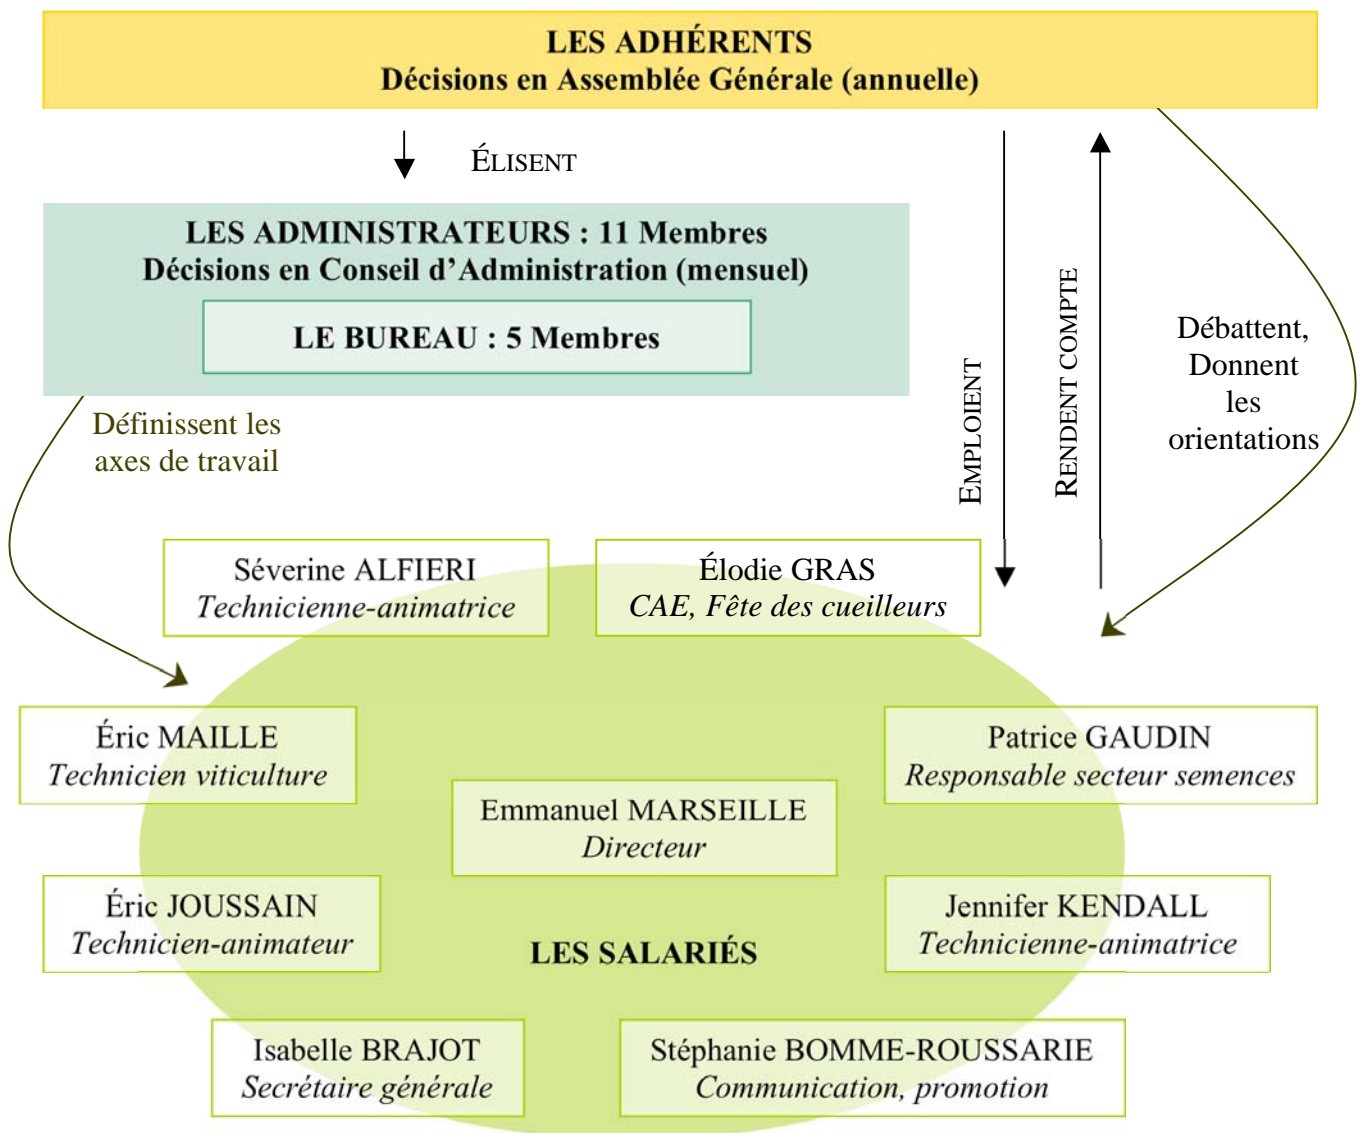 LES ADHÉRENTS
Décisions en Assemblée Générale (annuelle)
ÉLISENT
LES ADMINISTRATEURS : 11 Membres
Décisions en Conseil d’Administration (mensuel)
LE BUREAU : 5 Membres
Définissent les
axes de travail
EMPLOIENT
RENDENT COMPTE
Débattent,
Donnent
les
orientations
Séverine ALFIERI
Technicienne-animatrice
Élodie GRAS
CAE, Fête des cueilleurs
Éric MAILLE
Technicien viticulture
Patrice GAUDIN
Responsable secteur semences
Emmanuel MARSEILLE
Directeur
Éric JOUSSAIN
Technicien-animateur
LES SALARIÉS
Jennifer KENDALL
Technicienne-animatrice
Isabelle BRAJOT
Secrétaire générale
Stéphanie BOMME-ROUSSARIE
Communication, promotion